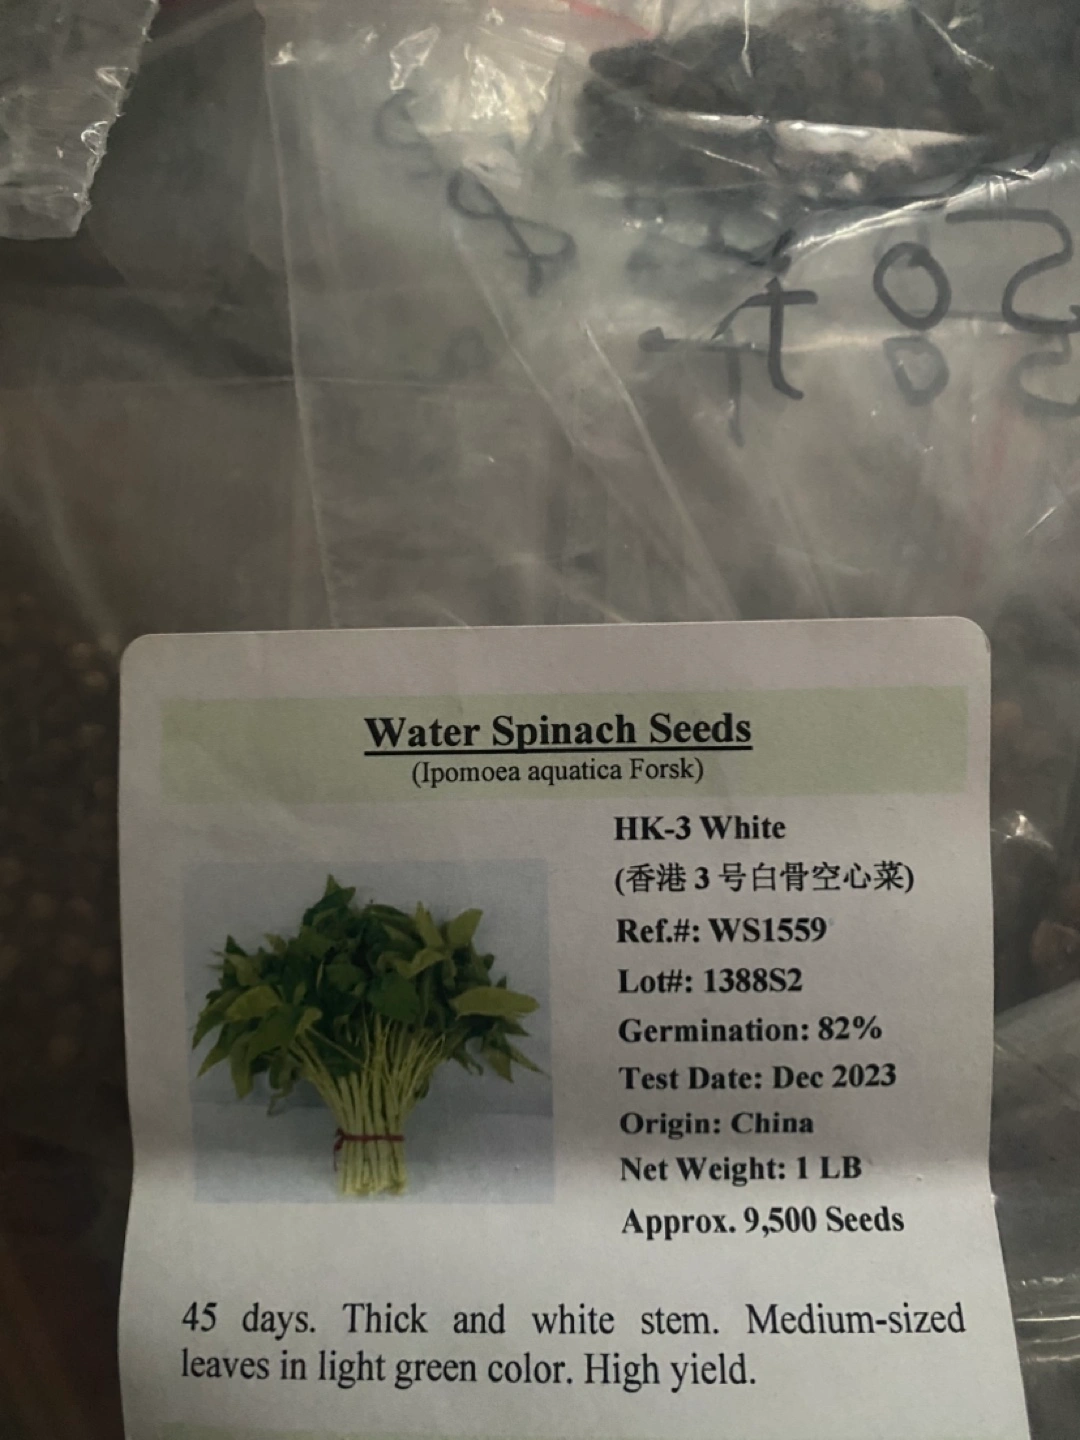 Water Spinach Seeds
(Ipomoea aquatica Forsk)
HK-3 White
(香港 3 号白骨空心菜)
Ref.#: WS1559
Lot#: 1388S2
Germination: 82%
Test Date: Dec 2023
Origin: China
Net Weight: 1 LB
Approx. 9,500 Seeds
45 days. Thick and white stem. Medium-sized
leaves in light green color. High yield.